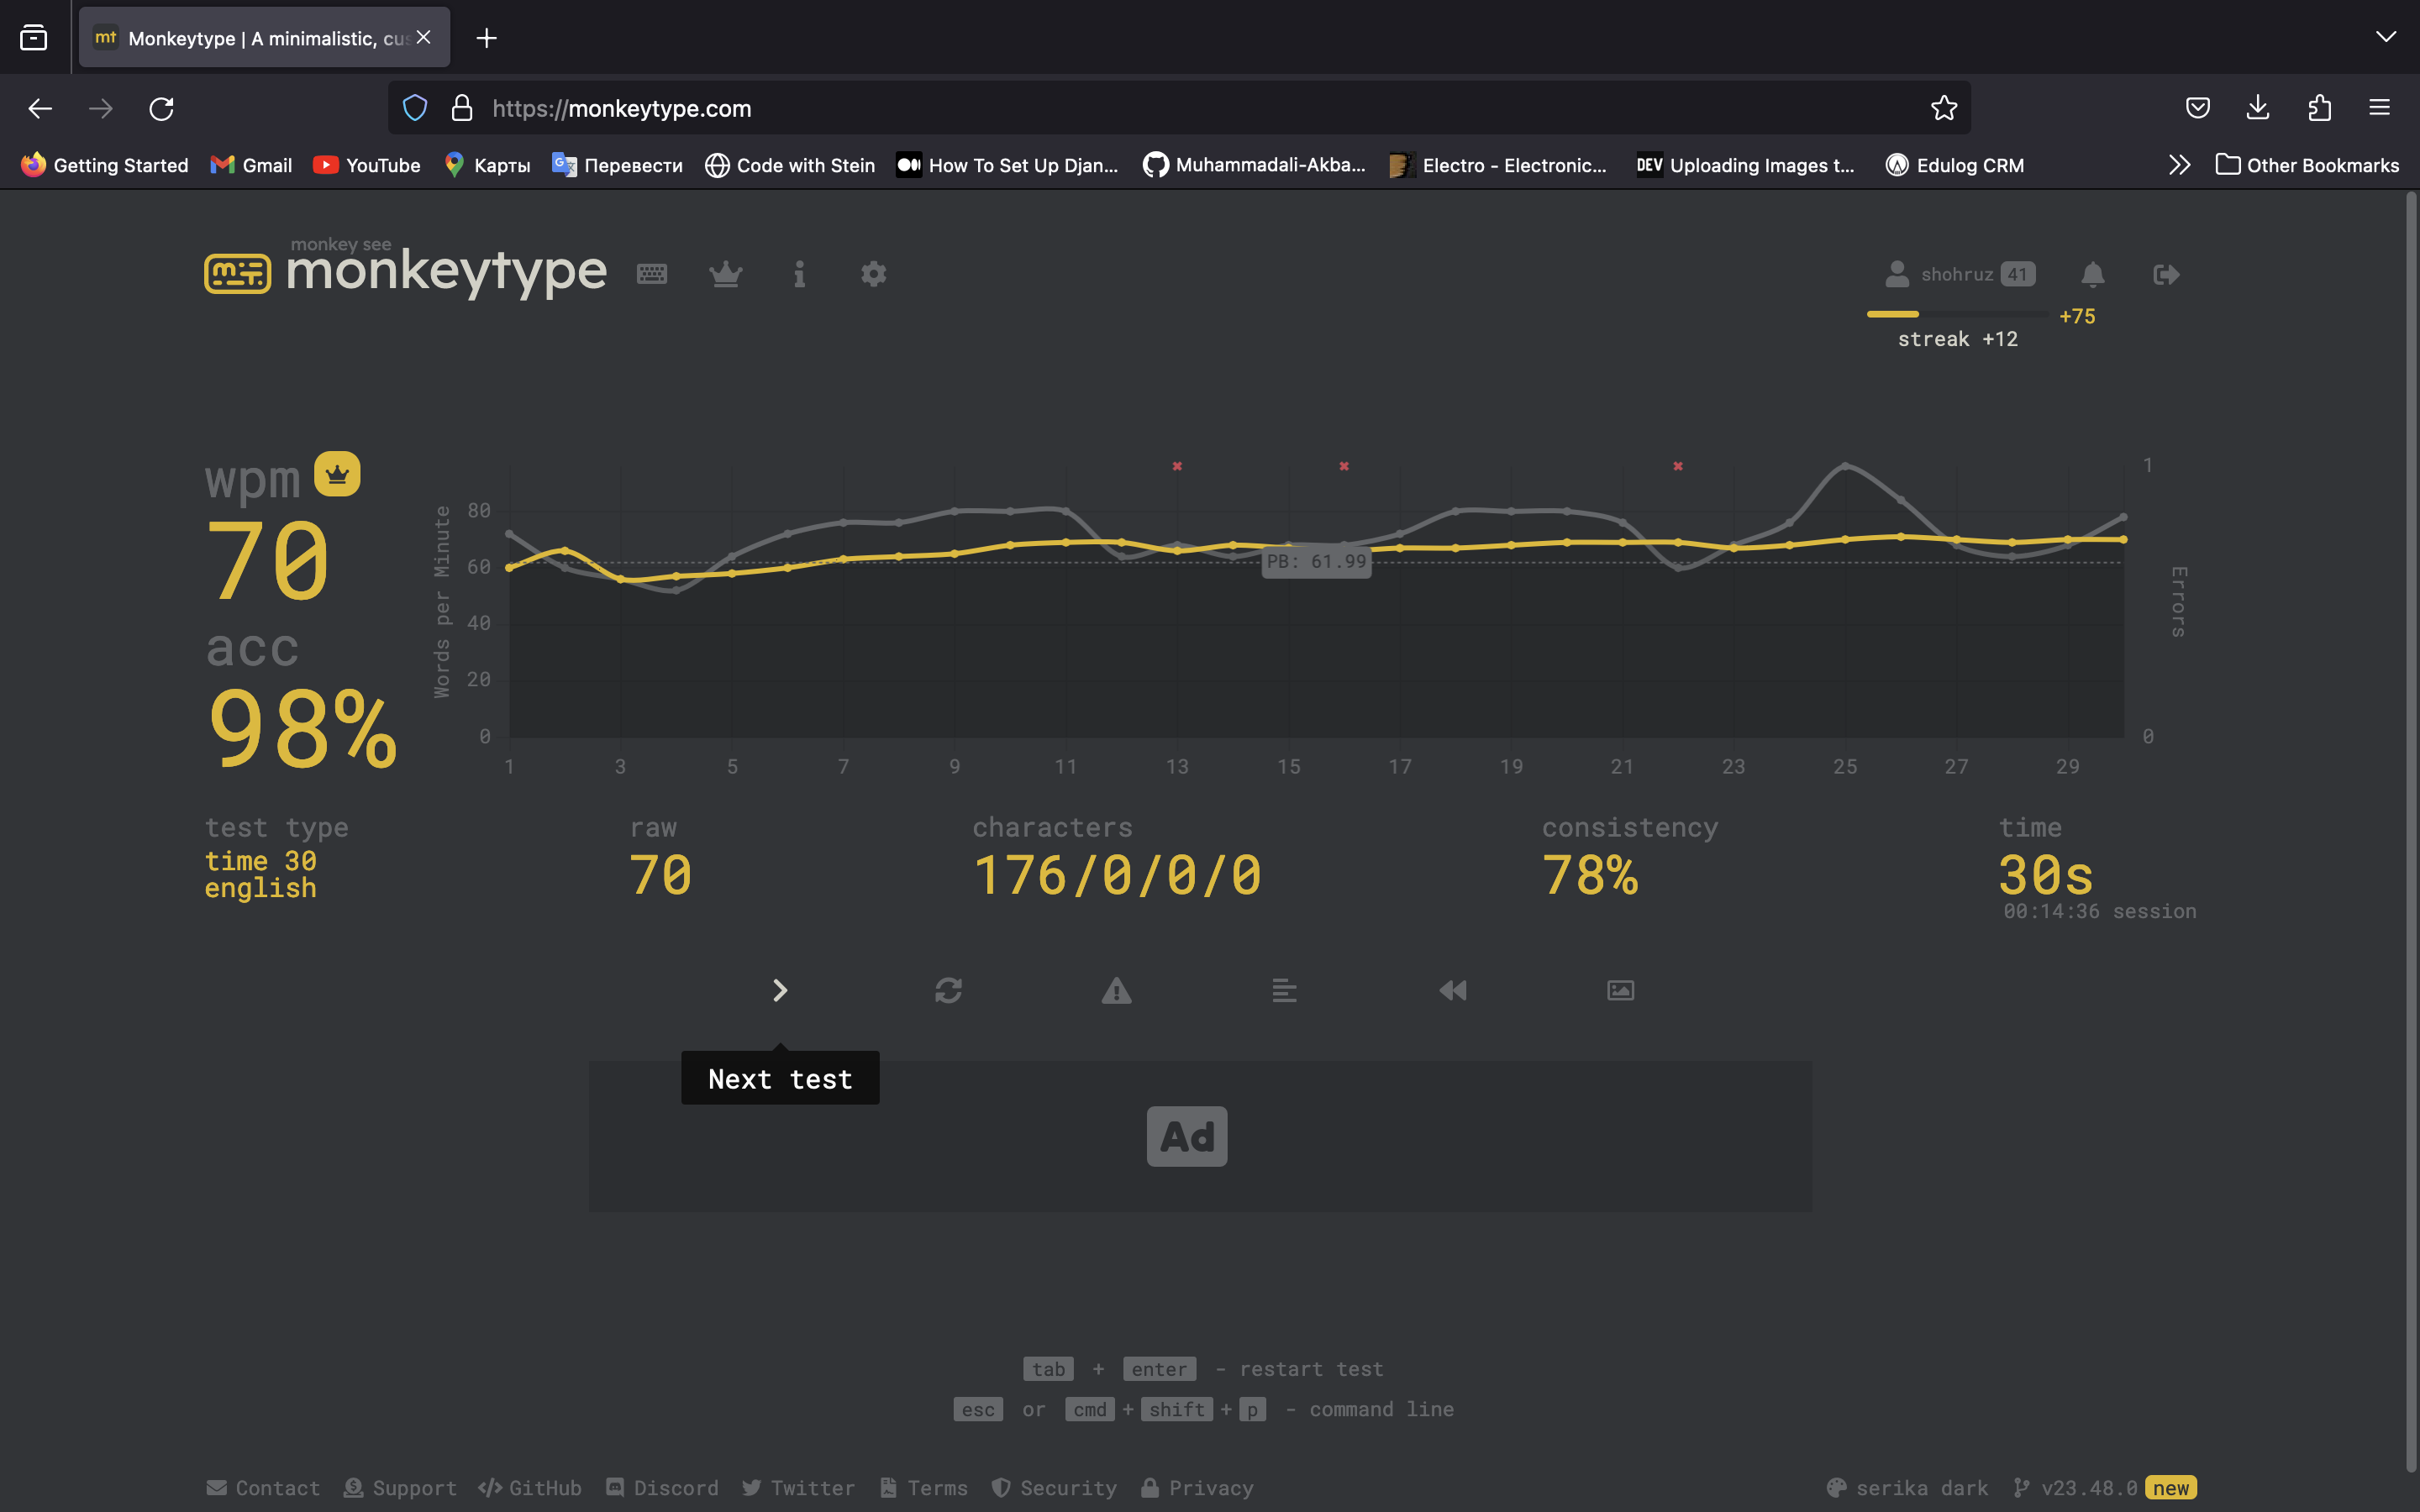 mt Monkeytype | A minimalistic, cus
https://monkeytype.com
Getting Started Gmail YouTube Карты Перевести Code with Stein How To Set Up Djan... Muhammadali-Akba... Electro - Electronic... DEV Uploading Images t... Edulog CRM Other Bookmarks
monkey see
monkeytype
shohruz 41
+75
streak +12
wpm
70
acc
98%
Words per Minute
80
60
40
20
0
PB: 61.99
1
0
Errors
1 3 5 7 9 11 13 15 17 19 21 23 25 27 29
test type
time 30
english
raw
70
characters
176/0/0/0
consistency
78%
time
30s
00:14:36 session
Next test
Ad
tab + enter - restart test
esc or cmd + shift + p - command line
Contact Support GitHub Discord Twitter Terms Security Privacy serika dark v23.48.0 new